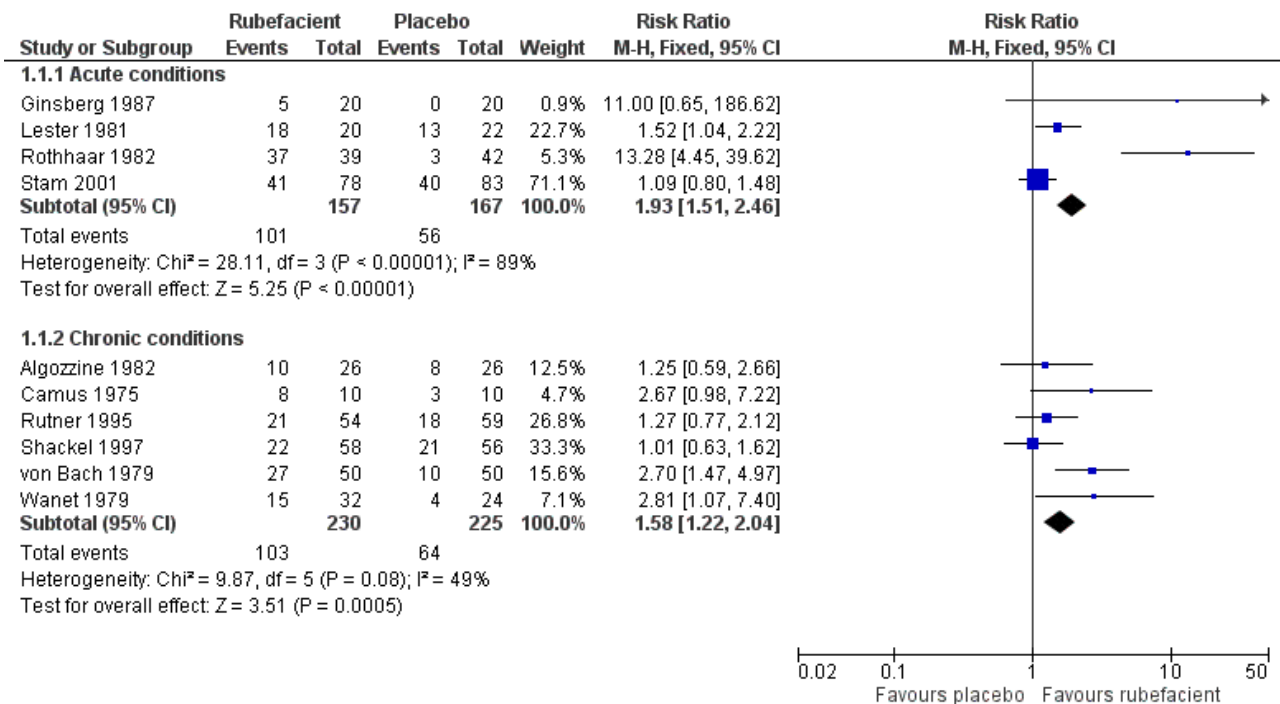 Rubefacient Placebo Risk Ratio Risk Ratio
Study or Subgroup Events Total Events Total Weight M-H, Fixed, 95% CI M-H, Fixed, 95% CI
1.1.1 Acute conditions
Ginsberg 1987 5 20 0 20 0.9% 11.00 [0.65, 186.62]
Lester 1981 18 20 13 22 22.7% 1.52 [1.04, 2.22]
Rothhaar 1982 37 39 3 42 5.3% 13.28 [4.45, 39.62]
Stam 2001 41 78 40 83 71.1% 1.09 [0.80, 1.48]
Subtotal (95% CI) 157 167 100.0% 1.93 [1.51, 2.46]
Total events 101 56
Heterogeneity: Chi² = 28.11, df = 3 (P < 0.00001); I² = 89%
Test for overall effect: Z = 5.25 (P < 0.00001)
1.1.2 Chronic conditions
Algozzine 1982 10 26 8 26 12.5% 1.25 [0.59, 2.66]
Camus 1975 8 10 3 10 4.7% 2.67 [0.98, 7.22]
Rutner 1995 21 54 18 59 26.8% 1.27 [0.77, 2.12]
Shackel 1997 22 58 21 56 33.3% 1.01 [0.63, 1.62]
von Bach 1979 27 50 10 50 15.6% 2.70 [1.47, 4.97]
Wanet 1979 15 32 4 24 7.1% 2.81 [1.07, 7.40]
Subtotal (95% CI) 230 225 100.0% 1.58 [1.22, 2.04]
Total events 103 64
Heterogeneity: Chi² = 9.87, df = 5 (P = 0.08); I² = 49%
Test for overall effect: Z = 3.51 (P = 0.0005)
0.02 0.1 1 10 50
Favours placebo Favours rubefacient